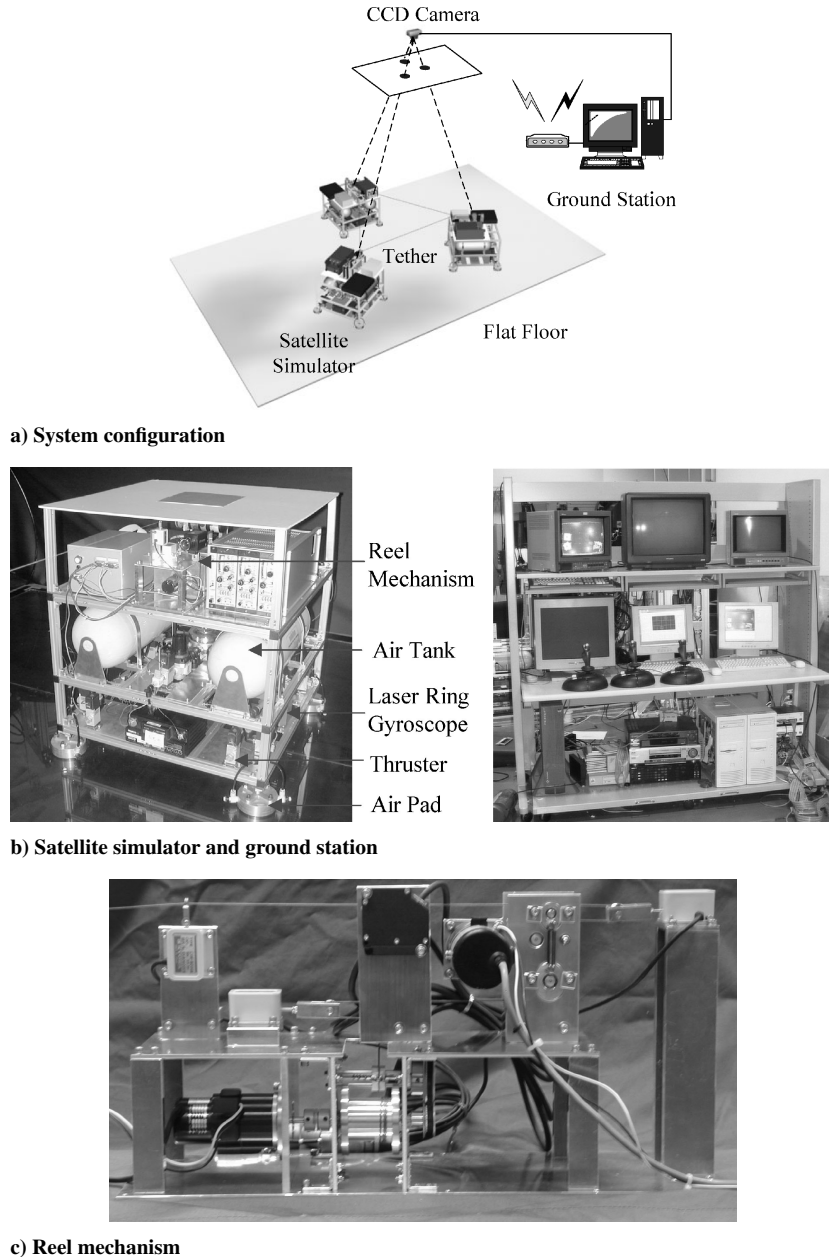 CCD Camera
Ground Station
Tether
Satellite
Simulator
Flat Floor
a) System configuration
Reel
Mechanism
Air Tank
Laser Ring
Gyroscope
Thruster
Air Pad
b) Satellite simulator and ground station
c) Reel mechanism